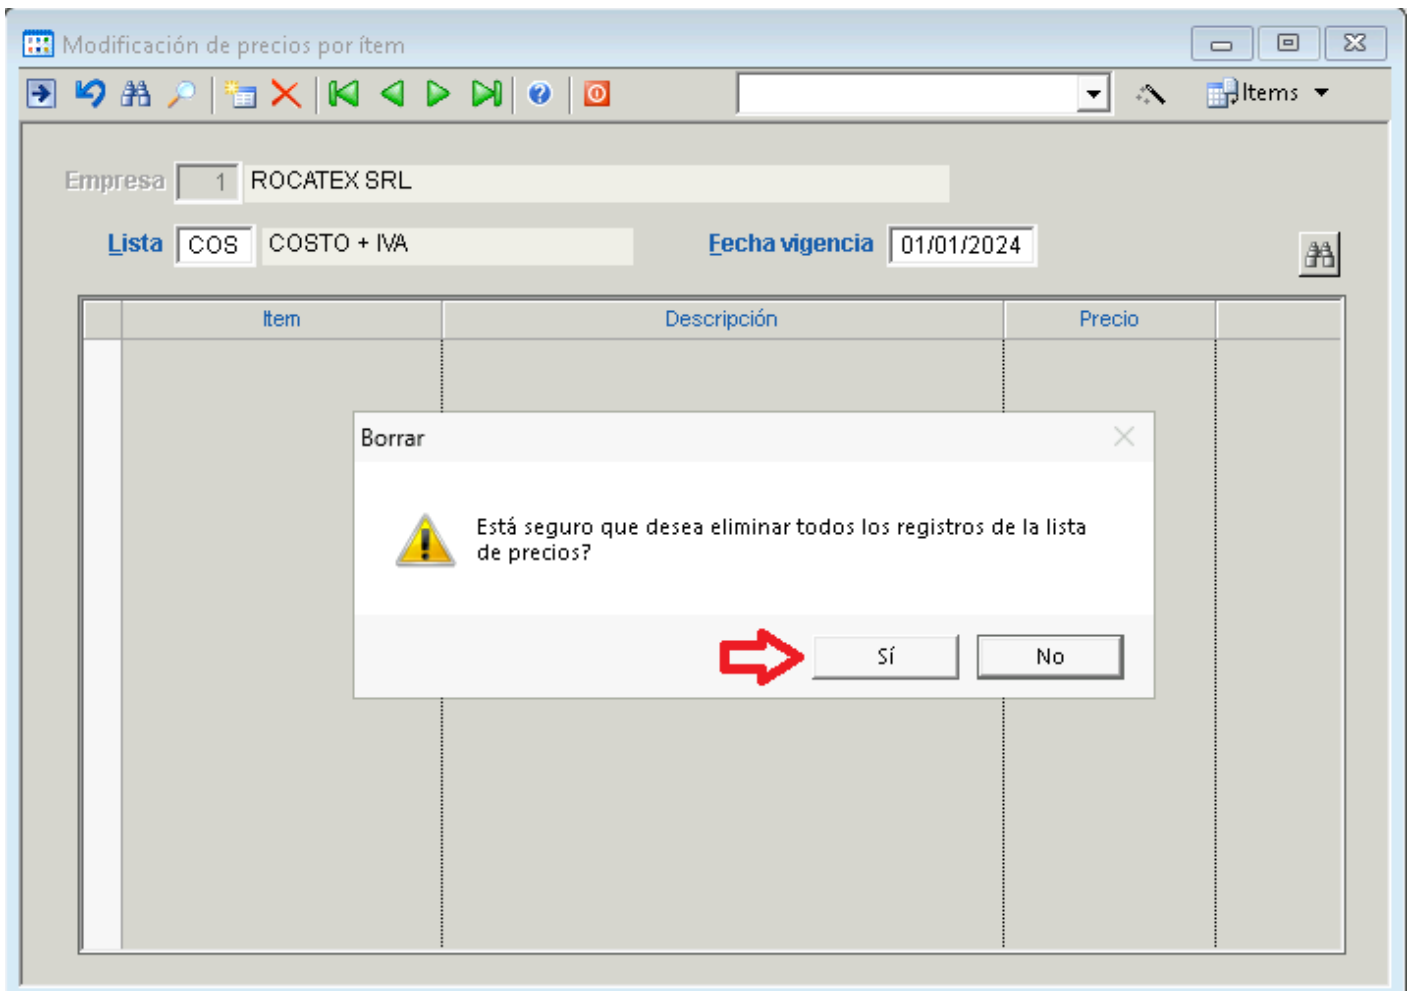 Modificación de precios por ítem
Items
Empresa 1 ROCATEX SRL
Lista COS COSTO + IVA Fecha vigencia 01/01/2024
Item Descripción Precio
Borrar
Está seguro que desea eliminar todos los registros de la lista
de precios?
Sí No